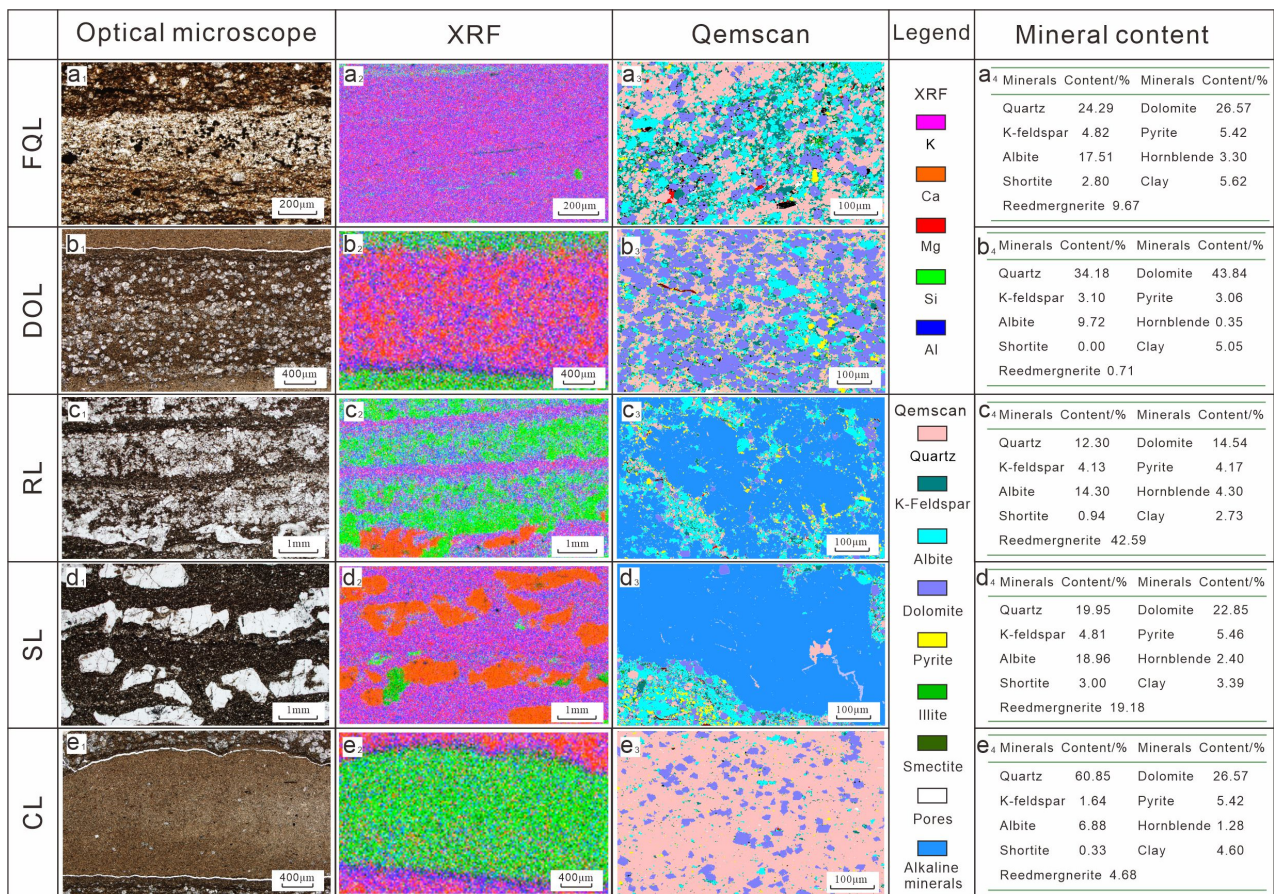 Optical microscope XRF Qemscan Legend Mineral content
FQL
a₁
200μm
a₂
200μm
a₃
100μm
XRF
K
Ca
Mg
Si
Al
a₄ Minerals Content/% Minerals Content/%
Quartz 24.29 Dolomite 26.57
K-feldspar 4.82 Pyrite 5.42
Albite 17.51 Hornblende 3.30
Shortite 2.80 Clay 5.62
Reedmergnerite 9.67
DOL
b₁
400μm
b₂
400μm
b₃
100μm
b₄ Minerals Content/% Minerals Content/%
Quartz 34.18 Dolomite 43.84
K-feldspar 3.10 Pyrite 3.06
Albite 9.72 Hornblende 0.35
Shortite 0.00 Clay 5.05
Reedmergnerite 0.71
RL
c₁
1mm
c₂
1mm
c₃
100μm
Qemscan
Quartz
K-Feldspar
Albite
Dolomite
Pyrite
Illite
Smectite
Pores
Alkaline
minerals
c₄ Minerals Content/% Minerals Content/%
Quartz 12.30 Dolomite 14.54
K-feldspar 4.13 Pyrite 4.17
Albite 14.30 Hornblende 4.30
Shortite 0.94 Clay 2.73
Reedmergnerite 42.59
SL
d₁
1mm
d₂
1mm
d₃
100μm
d₄ Minerals Content/% Minerals Content/%
Quartz 19.95 Dolomite 22.85
K-feldspar 4.81 Pyrite 5.46
Albite 18.96 Hornblende 2.40
Shortite 3.00 Clay 3.39
Reedmergnerite 19.18
CL
e₁
400μm
e₂
400μm
e₃
100μm
e₄ Minerals Content/% Minerals Content/%
Quartz 60.85 Dolomite 26.57
K-feldspar 1.64 Pyrite 5.42
Albite 6.88 Hornblende 1.28
Shortite 0.33 Clay 4.60
Reedmergnerite 4.68